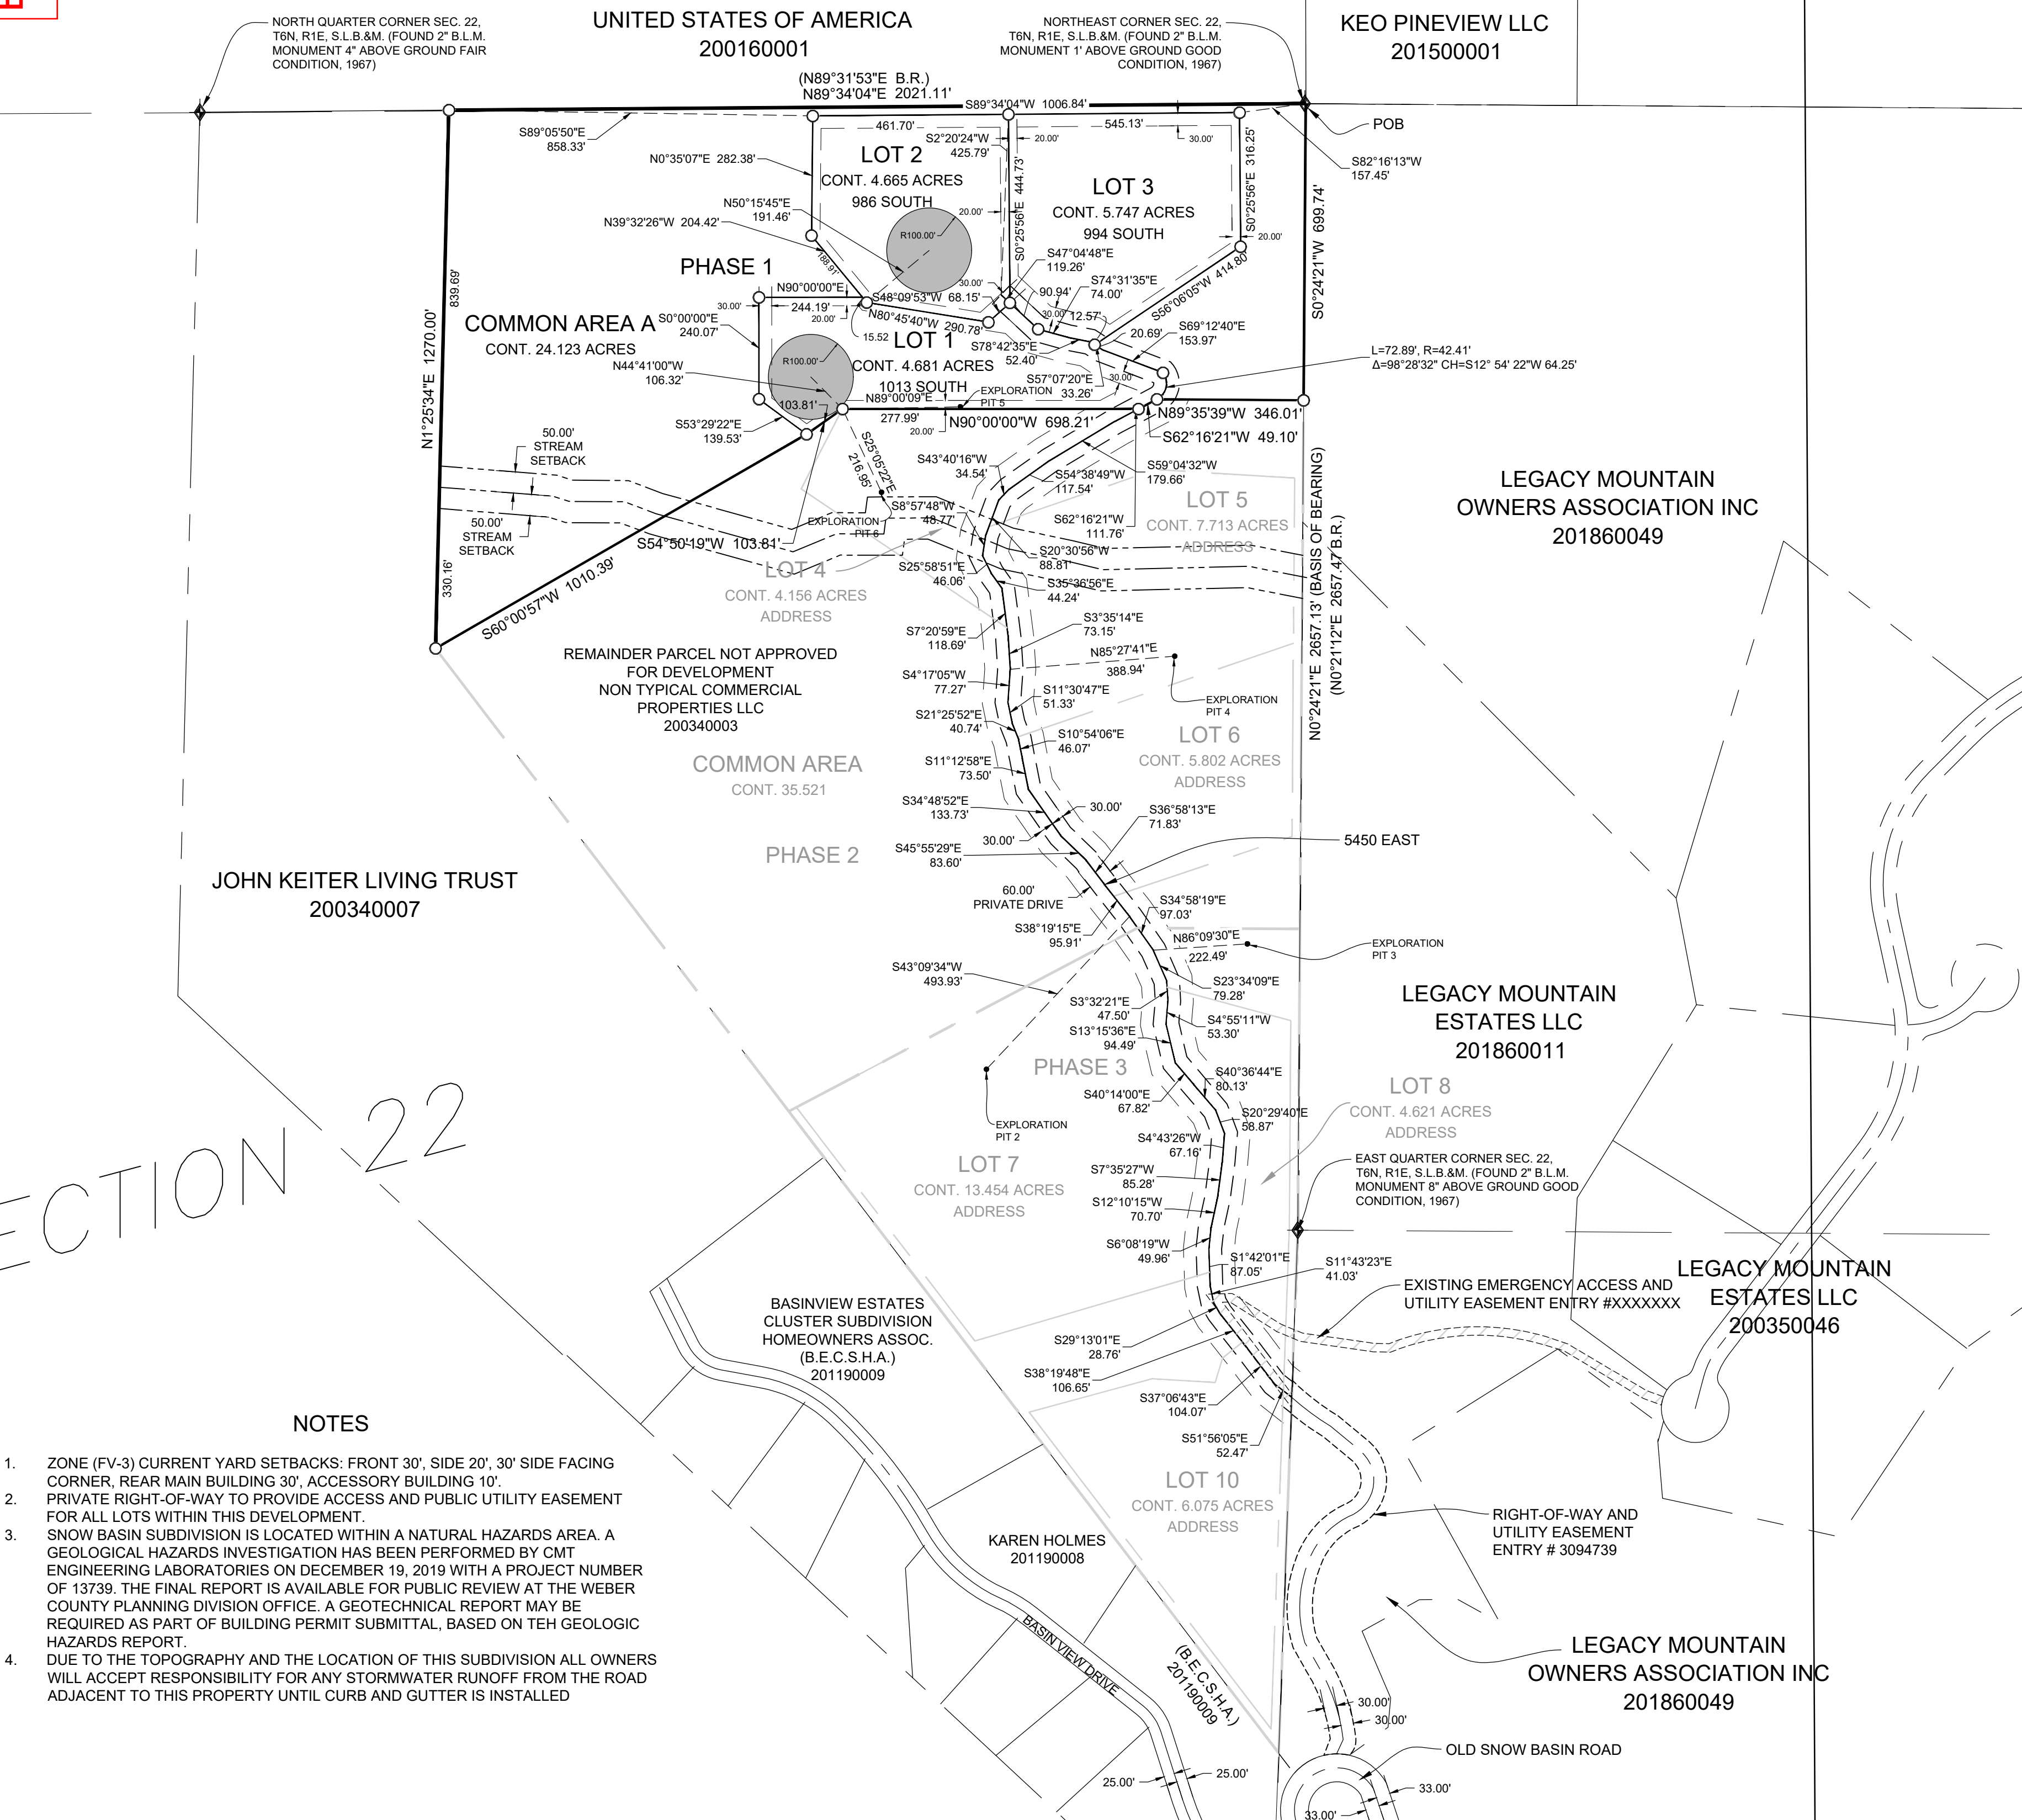 NORTH QUARTER CORNER SEC. 22,
T6N, R1E, S.L.B.&M. (FOUND 2" B.L.M.
MONUMENT 4" ABOVE GROUND FAIR
CONDITION, 1967)
UNITED STATES OF AMERICA
200160001
NORTHEAST CORNER SEC. 22,
T6N, R1E, S.L.B.&M. (FOUND 2" B.L.M.
MONUMENT 1' ABOVE GROUND GOOD
CONDITION, 1967)
KEO PINEVIEW LLC
201500001
(N89°31'53"E B.R.)
N89°34'04"E 2021.11'
S89°34'04"W 1006.84'
POB
S89°05'50"E
858.33'
461.70'
S2°20'24"W
425.79'
20.00'
545.13'
30.00'
S82°16'13"W
157.45'
N0°35'07"E 282.38'
LOT 2
CONT. 4.665 ACRES
986 SOUTH
S0°25'56"E 444.73'
LOT 3
CONT. 5.747 ACRES
994 SOUTH
S0°25'56"E 316.25'
20.00'
S0°24'21"W 699.74'
N50°15'45"E
191.46'
N39°32'26"W 204.42'
188.91'
R100.00'
20.00'
30.00'
S47°04'48"E
119.26'
S74°31'35"E
74.00'
S56°06'05"W 414.80'
PHASE 1
839.69'
N1°25'34"E 1270.00'
COMMON AREA A
CONT. 24.123 ACRES
N90°00'00"E
244.19'
30.00'
20.00'
S0°00'00"E
240.07'
S48°09'53"W 68.15'
N80°45'40"W 290.78'
15.52
90.94'
30.00'
12.57'
20.69'
S69°12'40"E
153.97'
S78°42'35"E
52.40'
LOT 1
CONT. 4.681 ACRES
1013 SOUTH
S57°07'20"E
33.26'
30.00
L=72.89', R=42.41'
Δ=98°28'32" CH=S12° 54' 22"W 64.25'
R100.00'
N44°41'00"W
106.32'
103.81'
N89°00'09"E
277.99'
20.00'
EXPLORATION
PIT 5
N90°00'00"W 698.21'
N89°35'39"W 346.01'
S62°16'21"W 49.10'
S53°29'22"E
139.53'
50.00'
STREAM
SETBACK
50.00'
STREAM
SETBACK
S25°05'22"E
216.95'
S43°40'16"W
34.54'
S54°38'49"W
117.54'
S59°04'32"W
179.66'
LOT 5
CONT. 7.713 ACRES
ADDRESS
S8°57'48"W
48.77'
EXPLORATION
PIT 6
S62°16'21"W
111.76'
S54°50'19"W 103.81'
S20°30'56"W
88.81'
LOT 4
CONT. 4.156 ACRES
ADDRESS
S25°58'51"E
46.06'
S35°36'56"E
44.24'
330.16'
S60°00'57"W 1010.39'
N0°24'21"E 2657.13' (BASIS OF BEARING)
(N0°21'12"E 2657.47' B.R.)
LEGACY MOUNTAIN
OWNERS ASSOCIATION INC
201860049
S7°20'59"E
118.69'
S3°35'14"E
73.15'
N85°27'41"E
388.94'
REMAINDER PARCEL NOT APPROVED
FOR DEVELOPMENT
NON TYPICAL COMMERCIAL
PROPERTIES LLC
200340003
S4°17'05"W
77.27'
S11°30'47"E
51.33'
EXPLORATION
PIT 4
S21°25'52"E
40.74'
S10°54'06"E
46.07'
LOT 6
CONT. 5.802 ACRES
ADDRESS
COMMON AREA
CONT. 35.521
S11°12'58"E
73.50'
S34°48'52"E
133.73'
30.00'
30.00'
S36°58'13"E
71.83'
5450 EAST
PHASE 2
S45°55'29"E
83.60'
JOHN KEITER LIVING TRUST
200340007
60.00'
PRIVATE DRIVE
S34°58'19"E
97.03'
S38°19'15"E
95.91'
N86°09'30"E
222.49'
EXPLORATION
PIT 3
S43°09'34"W
493.93'
S23°34'09"E
79.28'
S3°32'21"E
47.50'
S4°55'11"W
53.30'
S13°15'36"E
94.49'
LEGACY MOUNTAIN
ESTATES LLC
201860011
PHASE 3
S40°36'44"E
80.13'
S40°14'00"E
67.82'
S20°29'40"E
58.87'
LOT 8
CONT. 4.621 ACRES
ADDRESS
EXPLORATION
PIT 2
S4°43'26"W
67.16'
LOT 7
CONT. 13.454 ACRES
ADDRESS
S7°35'27"W
85.28'
S12°10'15"W
70.70'
EAST QUARTER CORNER SEC. 22,
T6N, R1E, S.L.B.&M. (FOUND 2" B.L.M.
MONUMENT 8" ABOVE GROUND GOOD
CONDITION, 1967)
ECTION 22
S6°08'19"W
49.96'
S1°42'01"E
87.05'
S11°43'23"E
41.03'
EXISTING EMERGENCY ACCESS AND
UTILITY EASEMENT ENTRY #XXXXXXX
LEGACY MOUNTAIN
ESTATES LLC
200350046
BASINVIEW ESTATES
CLUSTER SUBDIVISION
HOMEOWNERS ASSOC.
(B.E.C.S.H.A.)
201190009
S29°13'01"E
28.76'
S38°19'48"E
106.65'
S37°06'43"E
104.07'
S51°56'05"E
52.47'
LOT 10
CONT. 6.075 ACRES
ADDRESS
RIGHT-OF-WAY AND
UTILITY EASEMENT
ENTRY # 3094739
KAREN HOLMES
201190008
BASIN VIEW DRIVE
(B.E.C.S.H.A.)
201190009
LEGACY MOUNTAIN
OWNERS ASSOCIATION INC
201860049
30.00'
30.00'
OLD SNOW BASIN ROAD
25.00'
25.00'
33.00'
33.00'
NOTES
1. ZONE (FV-3) CURRENT YARD SETBACKS: FRONT 30', SIDE 20', 30' SIDE FACING
CORNER, REAR MAIN BUILDING 30', ACCESSORY BUILDING 10'.
2. PRIVATE RIGHT-OF-WAY TO PROVIDE ACCESS AND PUBLIC UTILITY EASEMENT
FOR ALL LOTS WITHIN THIS DEVELOPMENT.
3. SNOW BASIN SUBDIVISION IS LOCATED WITHIN A NATURAL HAZARDS AREA. A
GEOLOGICAL HAZARDS INVESTIGATION HAS BEEN PERFORMED BY CMT
ENGINEERING LABORATORIES ON DECEMBER 19, 2019 WITH A PROJECT NUMBER
OF 13739. THE FINAL REPORT IS AVAILABLE FOR PUBLIC REVIEW AT THE WEBER
COUNTY PLANNING DIVISION OFFICE. A GEOTECHNICAL REPORT MAY BE
REQUIRED AS PART OF BUILDING PERMIT SUBMITTAL, BASED ON TEH GEOLOGIC
HAZARDS REPORT.
4. DUE TO THE TOPOGRAPHY AND THE LOCATION OF THIS SUBDIVISION ALL OWNERS
WILL ACCEPT RESPONSIBILITY FOR ANY STORMWATER RUNOFF FROM THE ROAD
ADJACENT TO THIS PROPERTY UNTIL CURB AND GUTTER IS INSTALLED